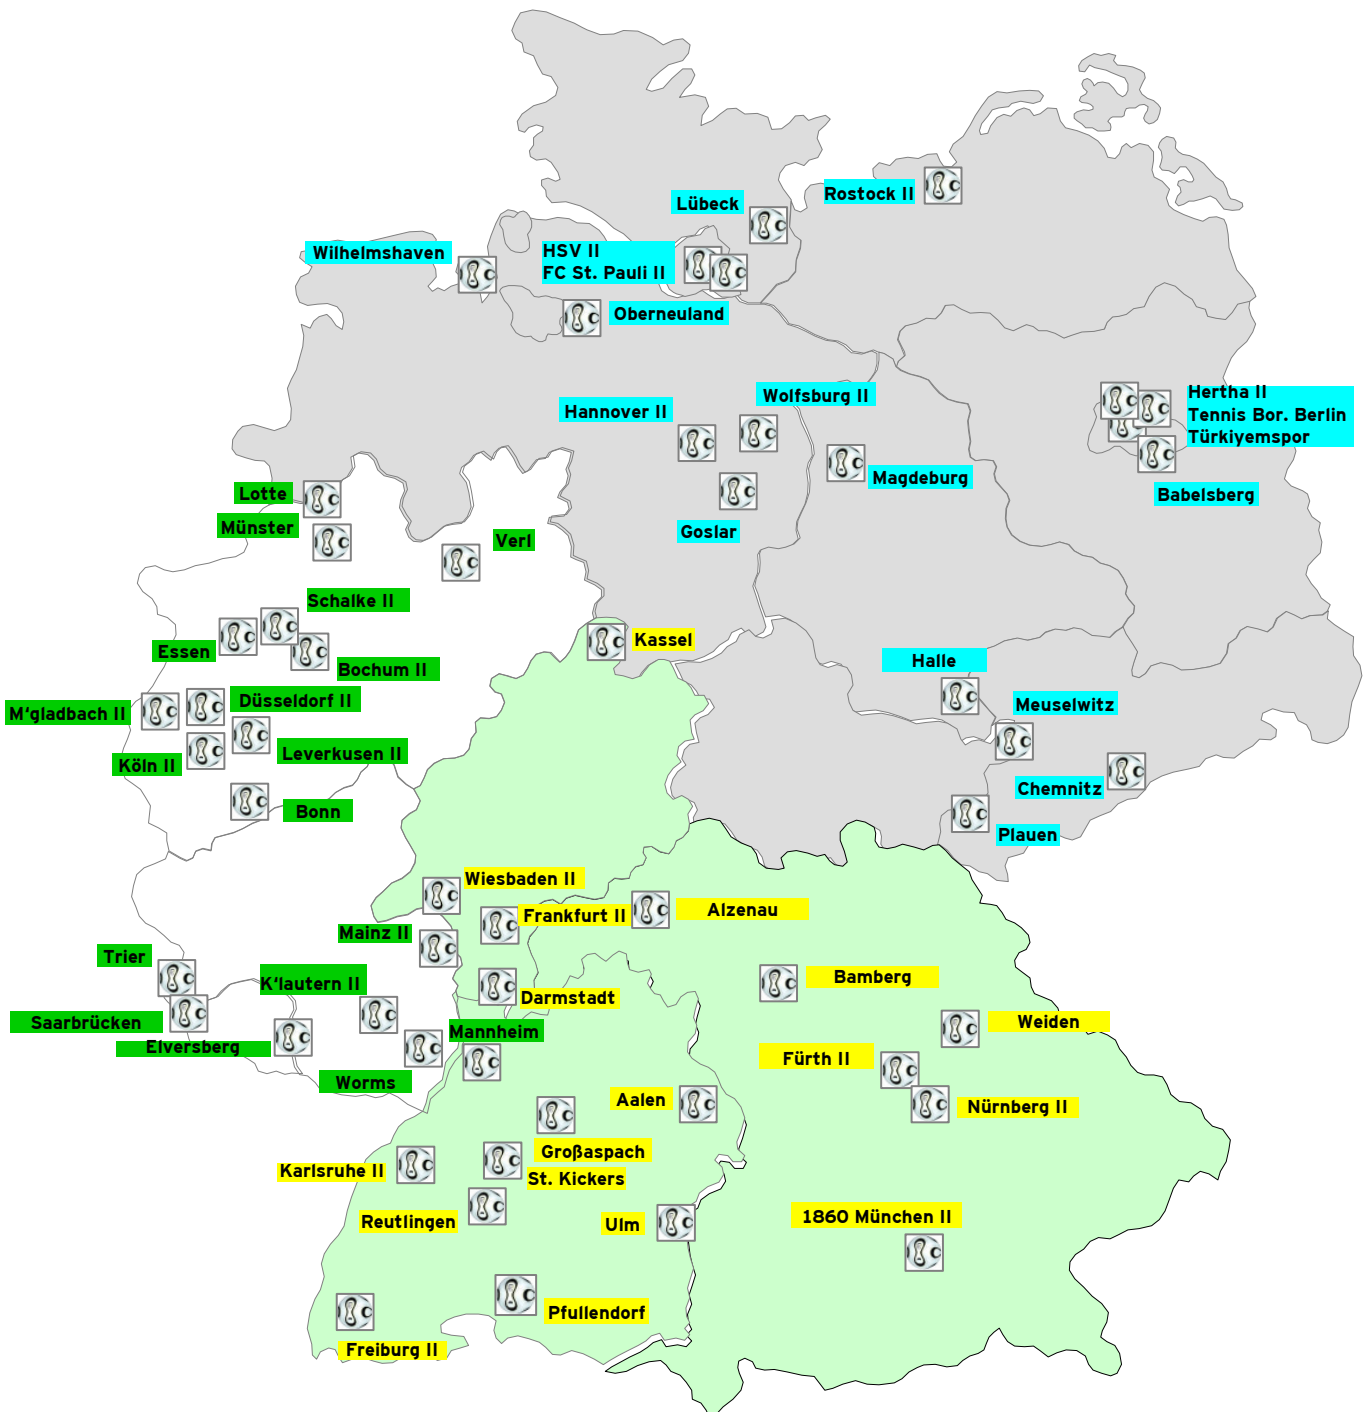 Rostock II
Lübeck
Wilhelmshaven
HSV II
FC St. Pauli II
Oberneuland
Hertha II
Tennis Bor. Berlin
Türkiyemspor
Wolfsburg II
Hannover II
Magdeburg
Babelsberg
Lotte
Münster
Goslar
Verl
Schalke II
Essen
Kassel
Bochum II
Halle
M'gladbach II
Düsseldorf II
Meuselwitz
Köln II
Leverkusen II
Chemnitz
Bonn
Plauen
Wiesbaden II
Frankfurt II
Alzenau
Mainz II
Trier
K'lautern II
Bamberg
Darmstadt
Saarbrücken
Weiden
Mannheim
Elversberg
Fürth II
Worms
Aalen
Nürnberg II
Großaspach
Karlsruhe II
St. Kickers
Reutlingen
Ulm
1860 München II
Pfullendorf
Freiburg II